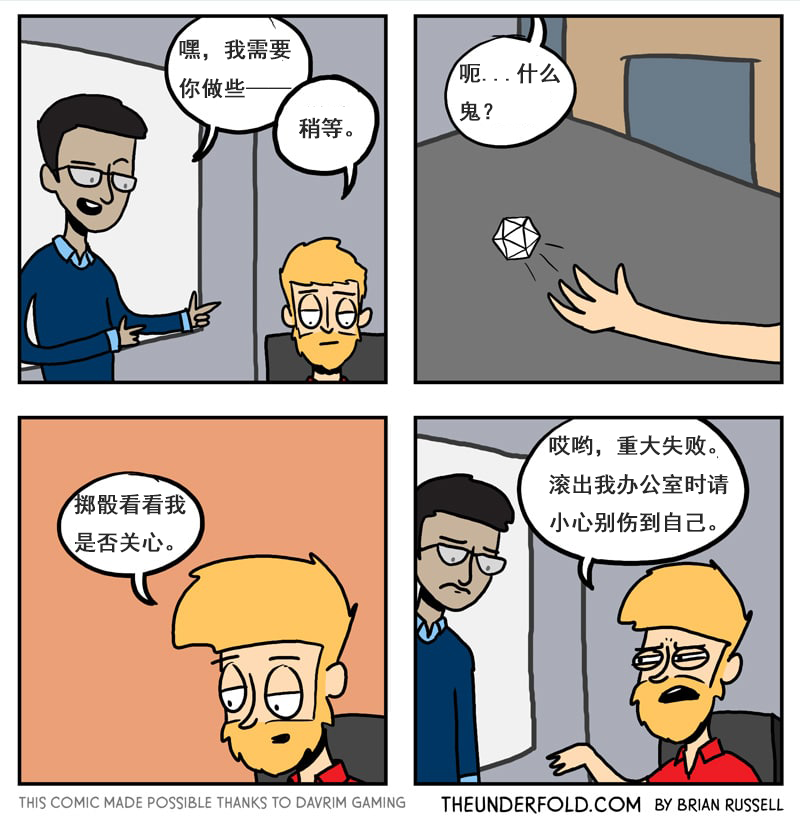 嘿，我需要
你做些——
稍等。
呃...什么
鬼？
掷骰看看我
是否关心。
哎哟，重大失败。
滚出我办公室时请
小心别伤到自己。
THIS COMIC MADE POSSIBLE THANKS TO DAVRIM GAMING
THEUNDERFOLD.COM BY BRIAN RUSSELL